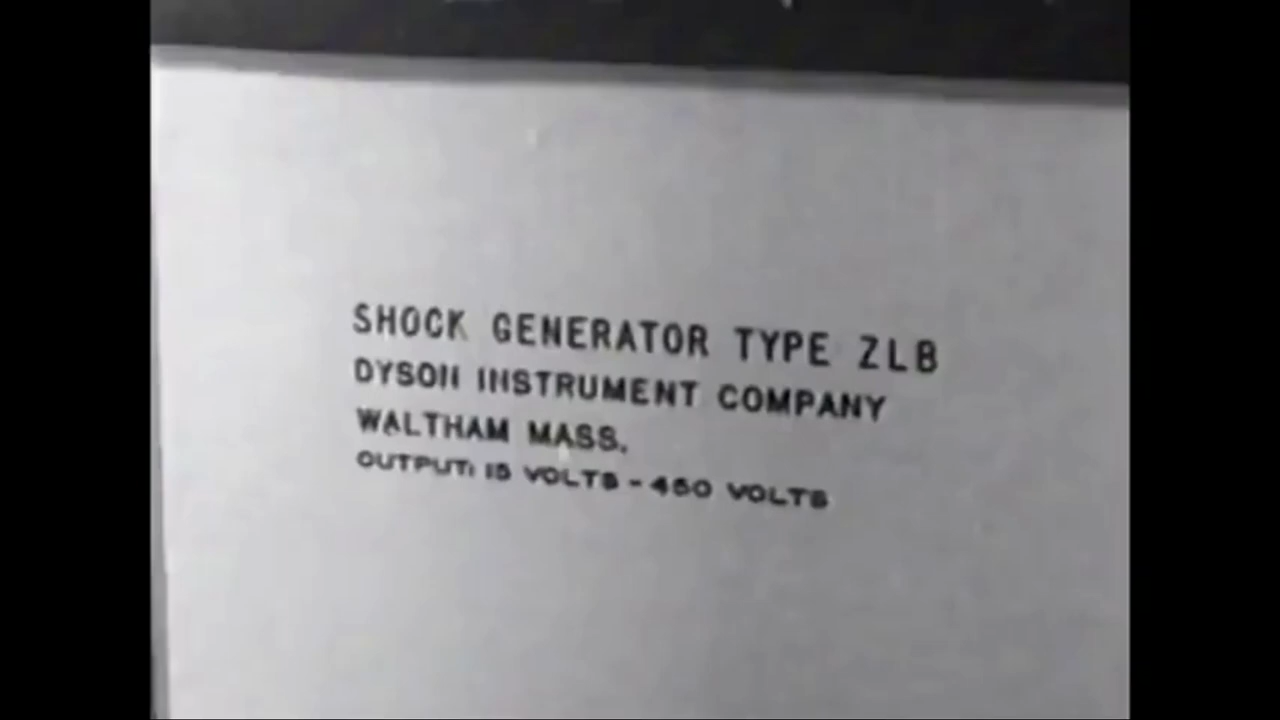 SHOCK GENERATOR TYPE ZLB
DYSON INSTRUMENT COMPANY
WALTHAM MASS.
OUTPUT: 15 VOLTS - 450 VOLTS